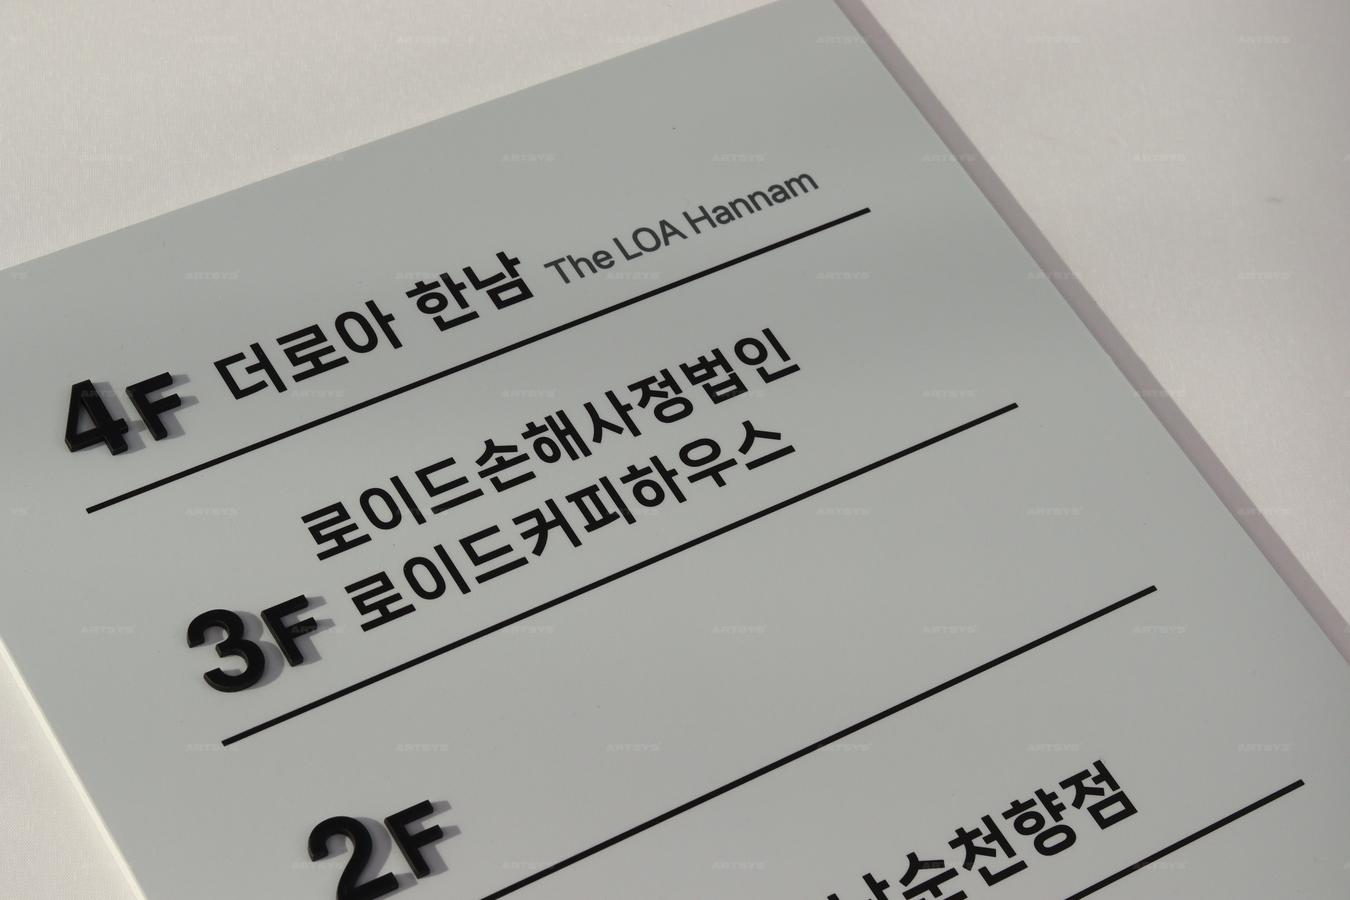 4F 더로아 한남 The LOA Hannam
로이드손해사정법인
3F 로이드커피하우스
2F
순천향점
ARTSYS